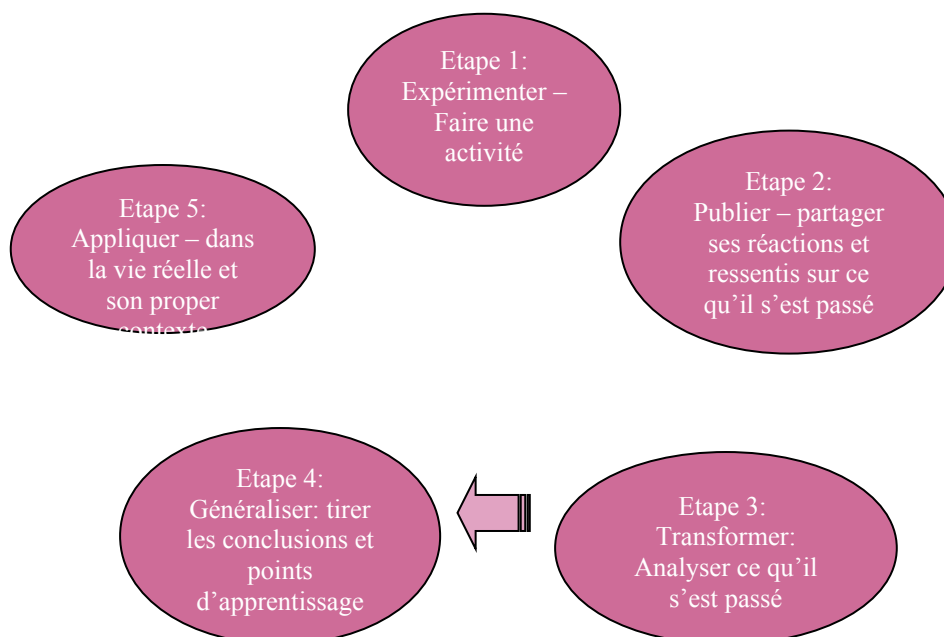 Etape 1:
Expérimenter –
Faire une
activité
Etape 2:
Publier – partager
ses réactions et
ressentis sur ce
qu’il s’est passé
Etape 3:
Transformer:
Analyser ce qu’il
s’est passé
Etape 4:
Généraliser: tirer
les conclusions et
points
d’apprentissage
Etape 5:
Appliquer – dans
la vie réelle et
son proper
contexte